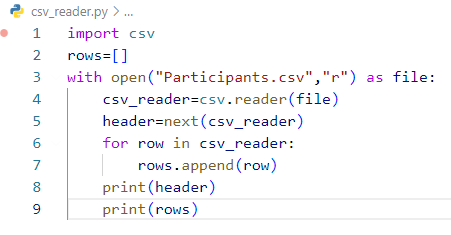 csv_reader.py > ...
1 import csv
2 rows=[]
3 with open("Participants.csv","r") as file:
4     csv_reader=csv.reader(file)
5     header=next(csv_reader)
6     for row in csv_reader:
7         rows.append(row)
8     print(header)
9     print(rows)